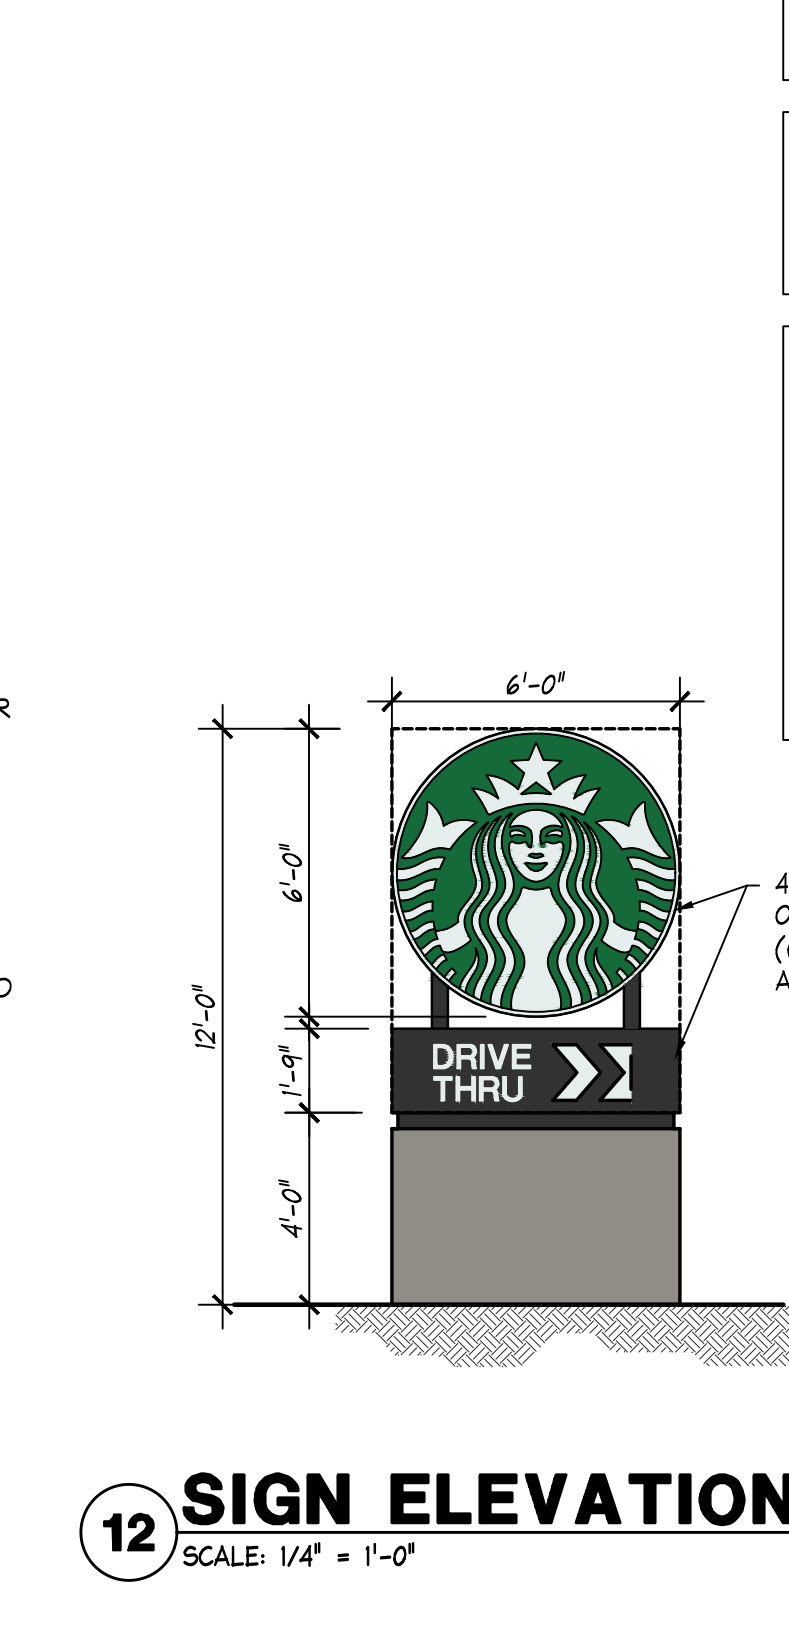 6'-0"
6'-0"
12'-0"
1'-9"
4'-0"
DRIVE
THRU
4
(
A
12
SIGN ELEVATION
SCALE: 1/4" = 1'-0"